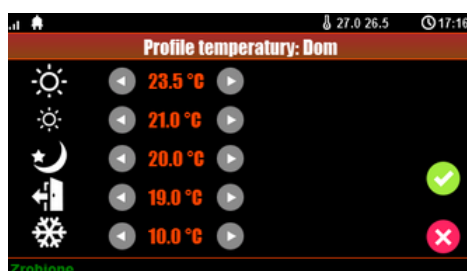 27.0 26.5 17:16
Profile temperatury: Dom
23.5 °C
21.0 °C
20.0 °C
19.0 °C
10.0 °C
Zrobione